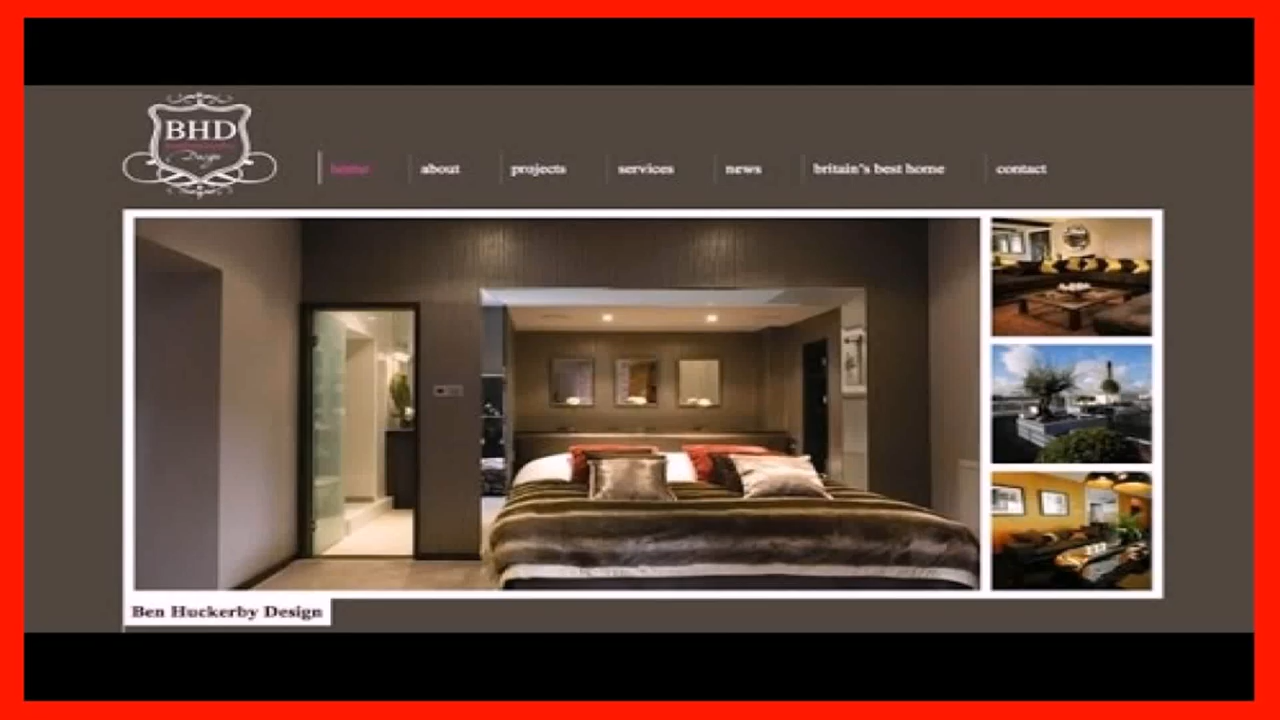 BHD
Design
home
about
projects
services
news
britain's best home
contact
Ben Huckerby Design